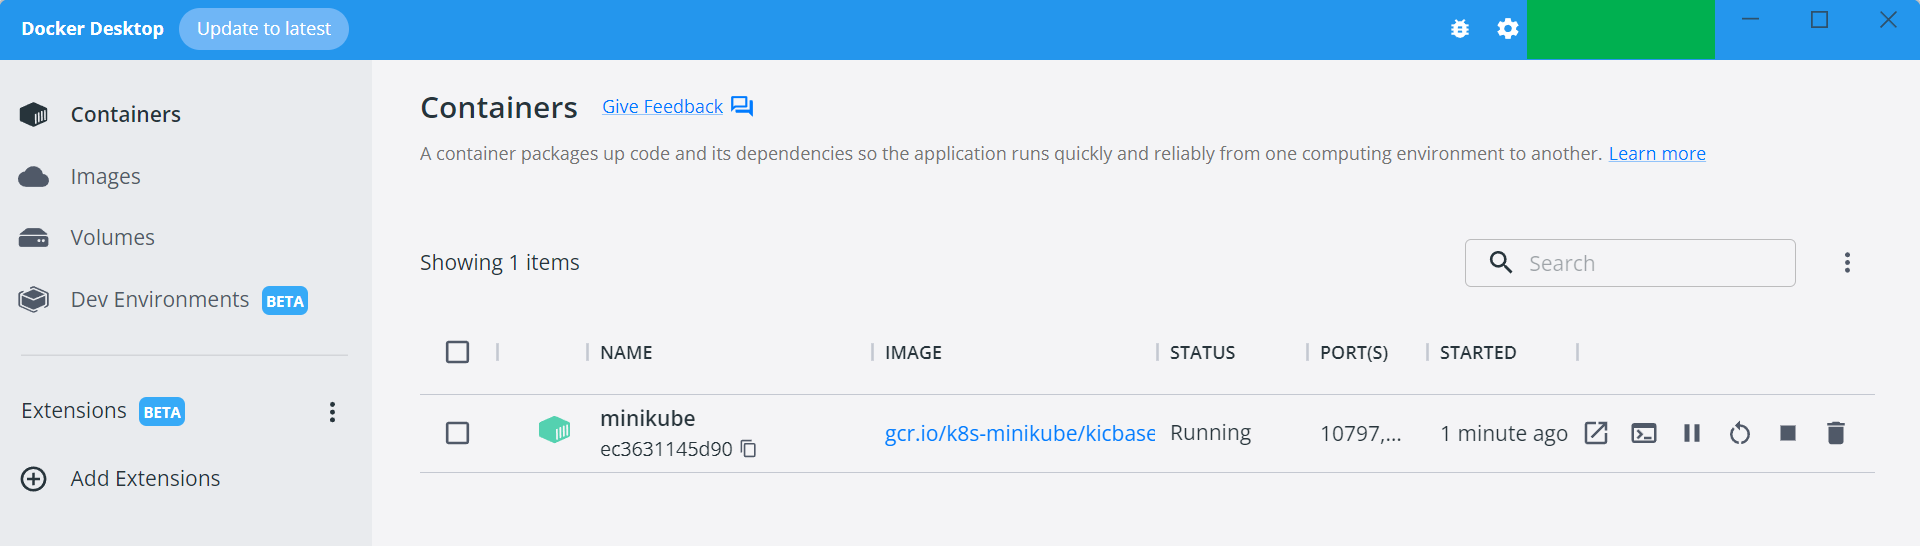 Docker Desktop Update to latest
Containers
Images
Volumes
Dev Environments BETA
Extensions BETA
Add Extensions
Containers Give Feedback
A container packages up code and its dependencies so the application runs quickly and reliably from one computing environment to another. Learn more
Showing 1 items
Search
NAME IMAGE STATUS PORT(S) STARTED
minikube
ec3631145d90
gcr.io/k8s-minikube/kicbase Running 10797,... 1 minute ago